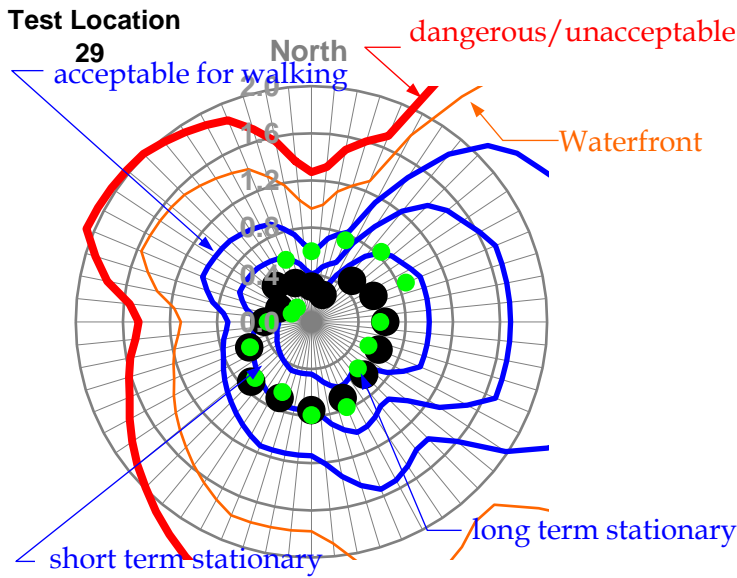 Test Location
29
dangerous/unacceptable
North
acceptable for walking
2.0
1.6
Waterfront
1.2
0.8
0.4
0.0
long term stationary
short term stationary